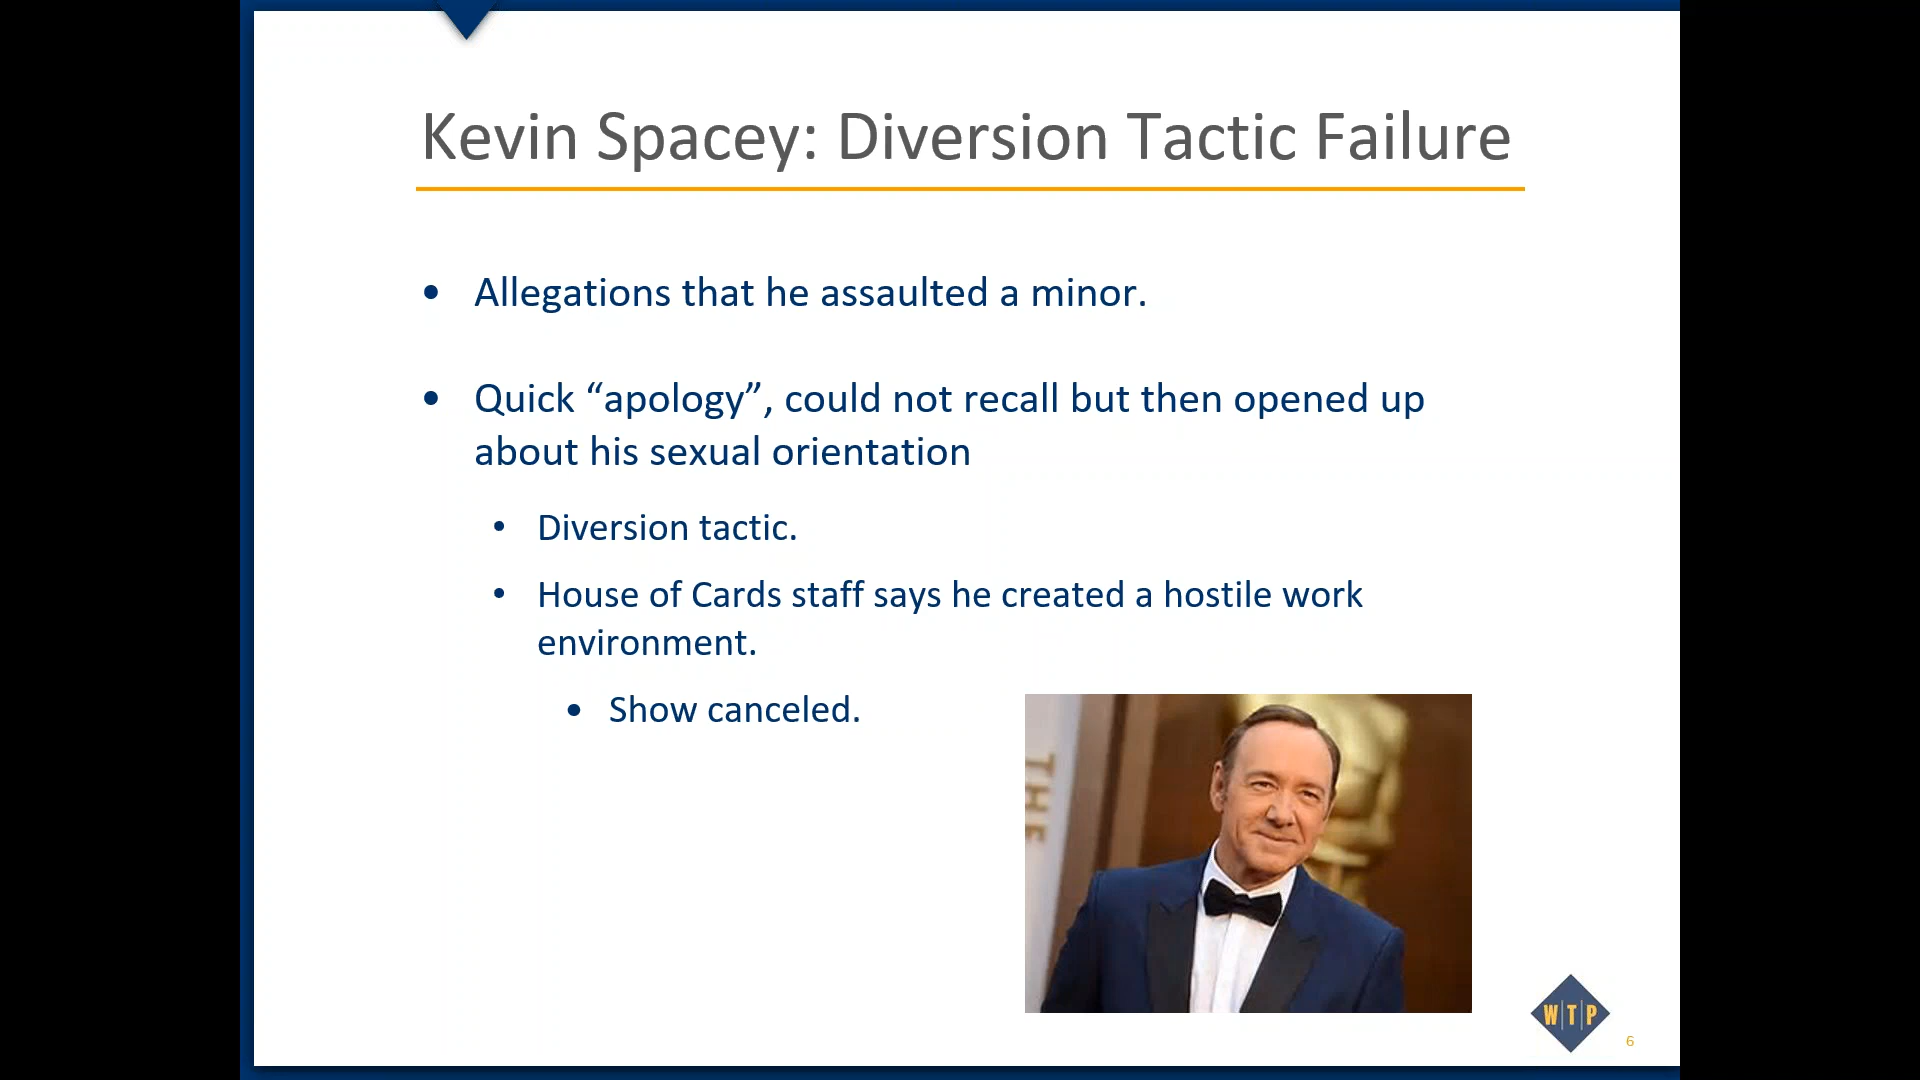 Kevin Spacey: Diversion Tactic Failure
• Allegations that he assaulted a minor.
• Quick “apology”, could not recall but then opened up
about his sexual orientation
• Diversion tactic.
• House of Cards staff says he created a hostile work
environment.
• Show canceled.
THE
W|T|P
6